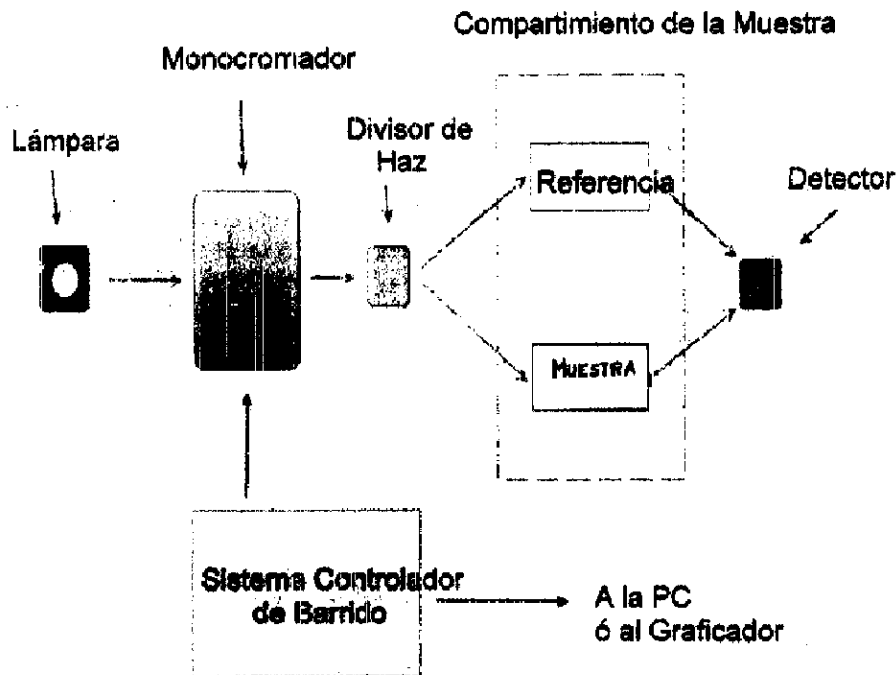 Compartimiento de la Muestra
Monocromador
Lámpara
Divisor de
Haz
Referencia
Detector
MUESTRA
Sistema Controlador
de Barrido
A la PC
ó al Graficador